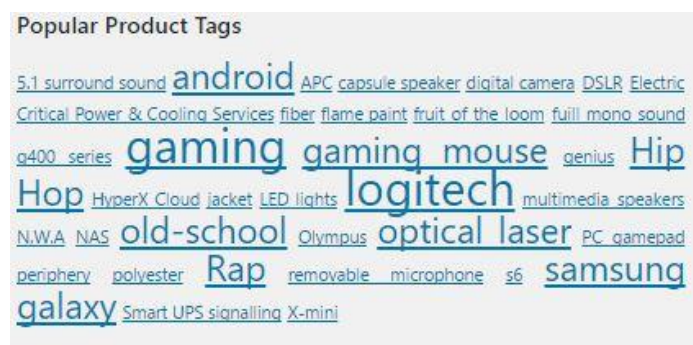 Popular Product Tags
5.1 surround sound android APC capsule speaker digital camera DSLR Electric
Critical Power & Cooling Services fiber flame paint fruit of the loom fuill mono sound
g400 series gaming gaming mouse genius Hip
Hop HyperX Cloud jacket LED lights logitech multimedia speakers
N.W.A NAS old-school Olympus optical laser PC gamepad
periphery polyester Rap removable microphone s6 samsung
galaxy Smart UPS signalling X-mini